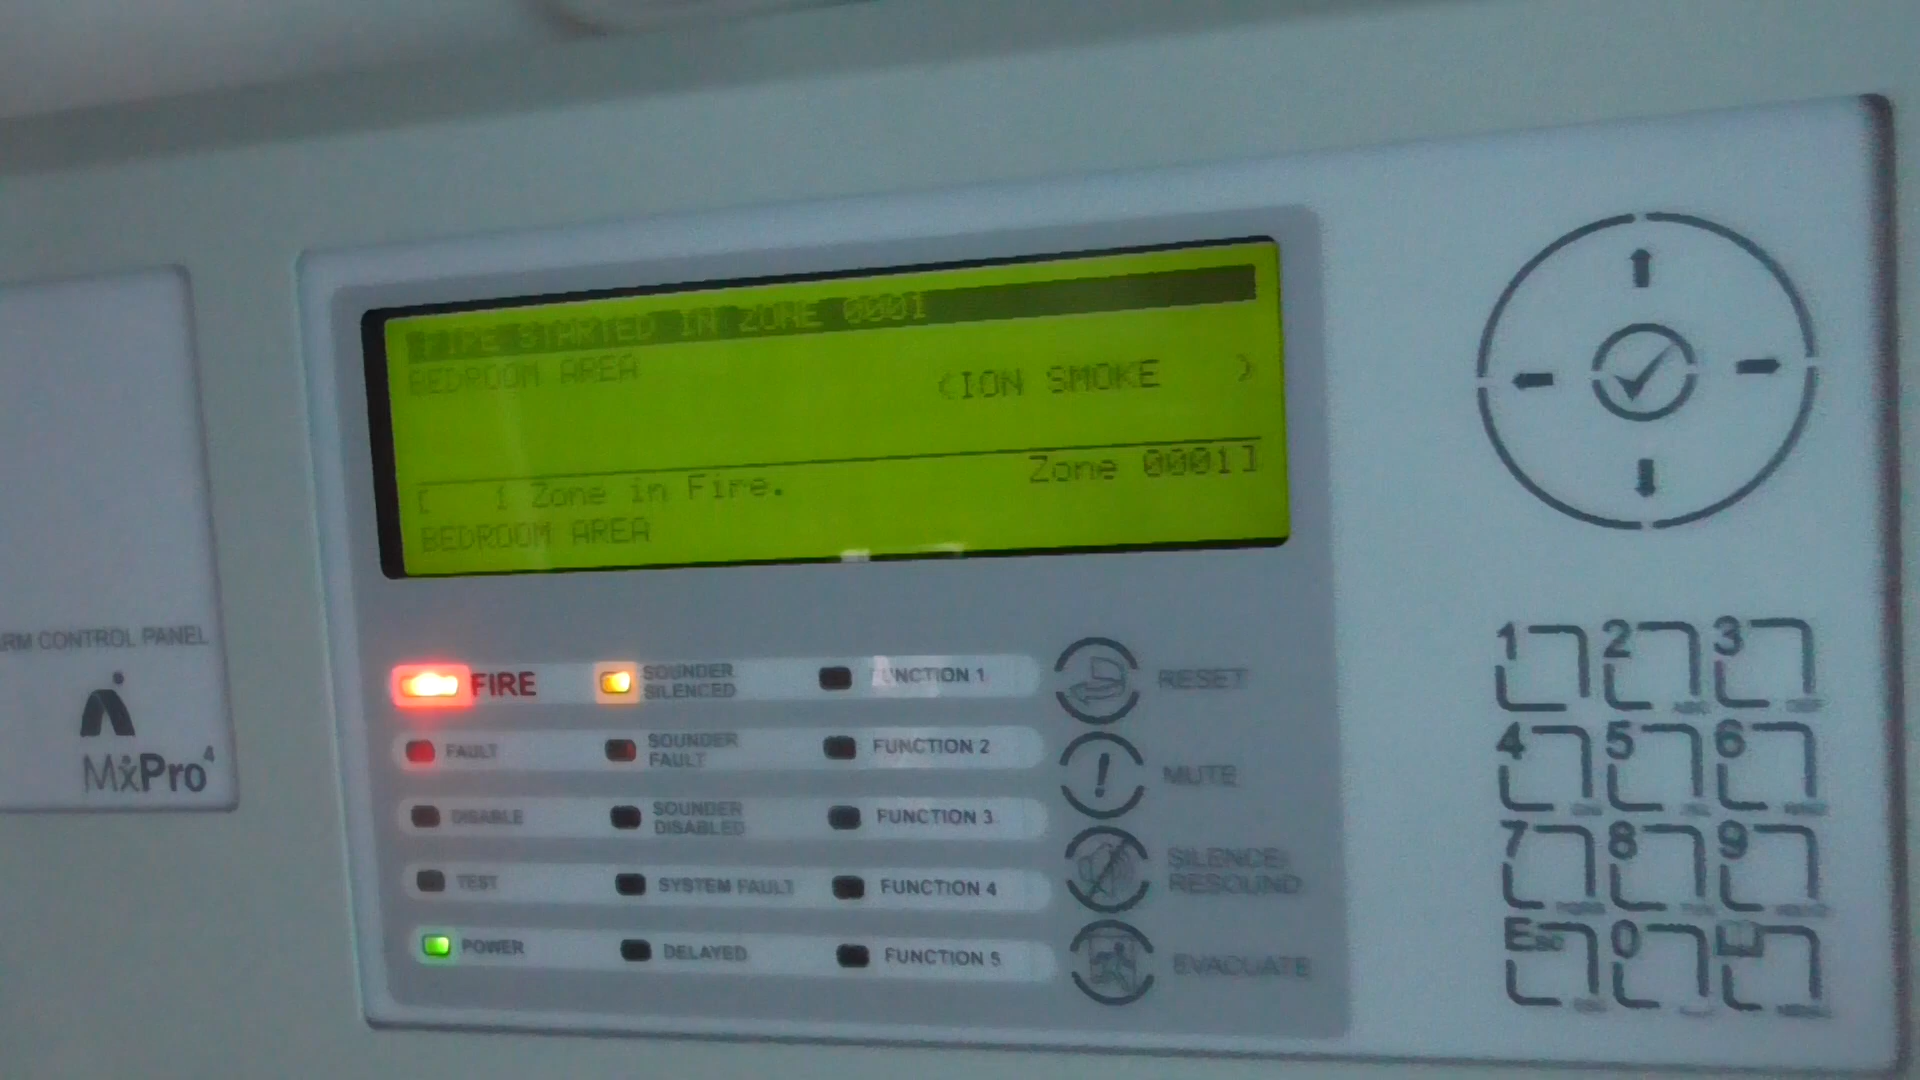 FIRE STARTED IN ZONE 0001
BEDROOM AREA
<ION SMOKE >
[ 1 Zone in Fire. Zone 0001]
BEDROOM AREA
ARM CONTROL PANEL
MxPro4
FIRE
SOUNDER SILENCED
FUNCTION 1
FAULT
SOUNDER FAULT
FUNCTION 2
DISABLE
SOUNDER DISABLED
FUNCTION 3
TEST
SYSTEM FAULT
FUNCTION 4
POWER
DELAYED
FUNCTION 5
RESET
MUTE
SILENCE/
RESOUND
EVACUATE
1 2 3
ABC DEF
4 5 6
7 8 9
Esc 0